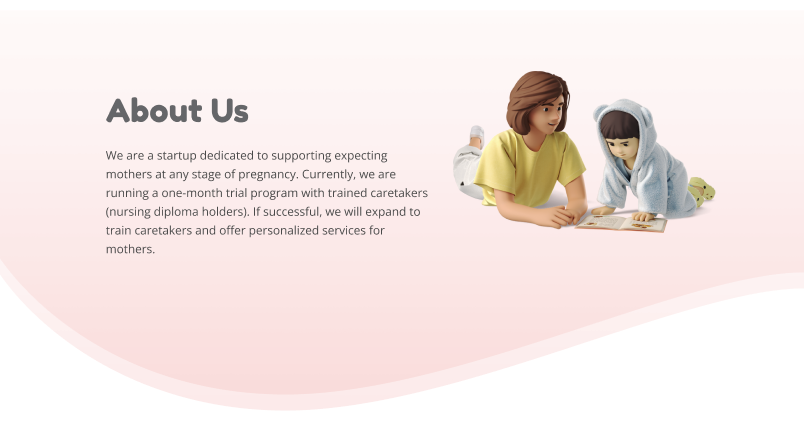 About Us
We are a startup dedicated to supporting expecting
mothers at any stage of pregnancy. Currently, we are
running a one-month trial program with trained caretakers
(nursing diploma holders). If successful, we will expand to
train caretakers and offer personalized services for
mothers.